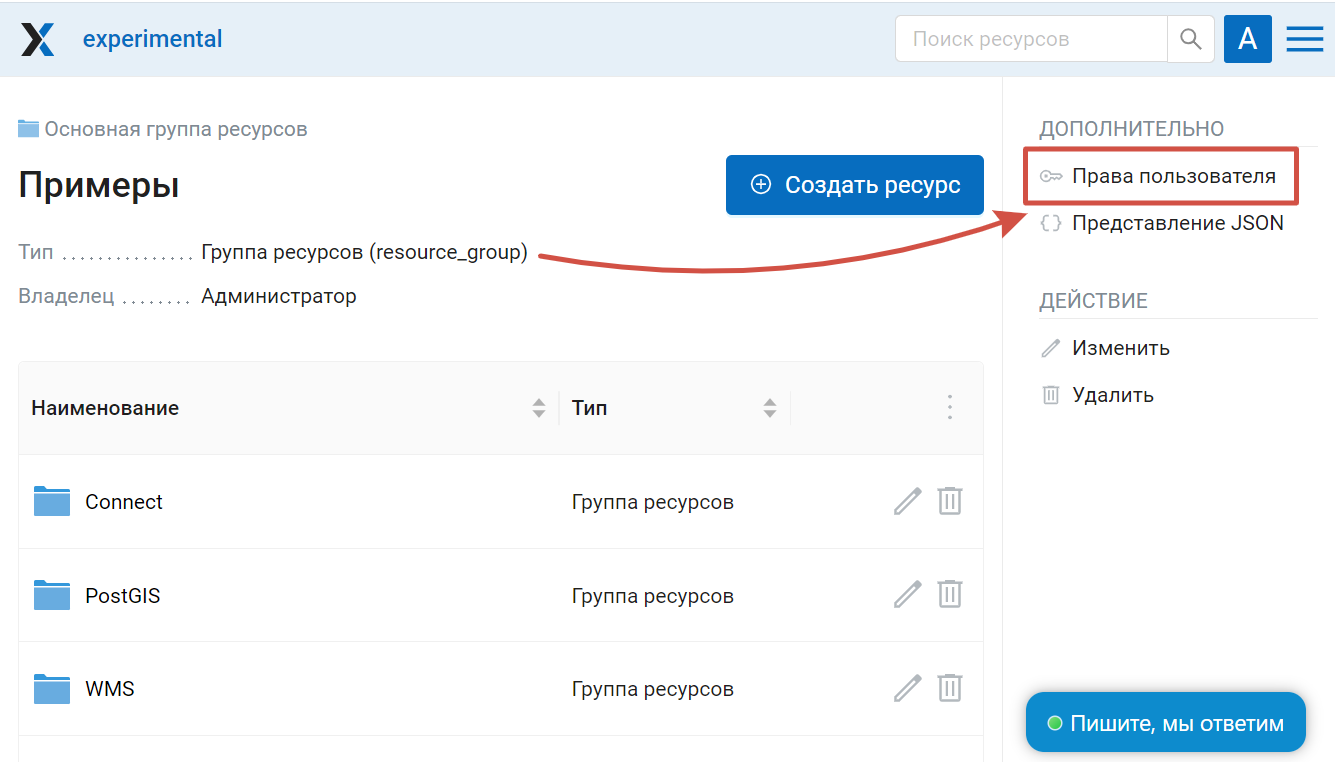 experimental
Поиск ресурсов
A
Основная группа ресурсов
Примеры
Создать ресурс
Тип ............. Группа ресурсов (resource_group)
Владелец ....... Администратор
Наименование Тип
Connect Группа ресурсов
PostGIS Группа ресурсов
WMS Группа ресурсов
ДОПОЛНИТЕЛЬНО
Права пользователя
Представление JSON
ДЕЙСТВИЕ
Изменить
Удалить
Пишите, мы ответим